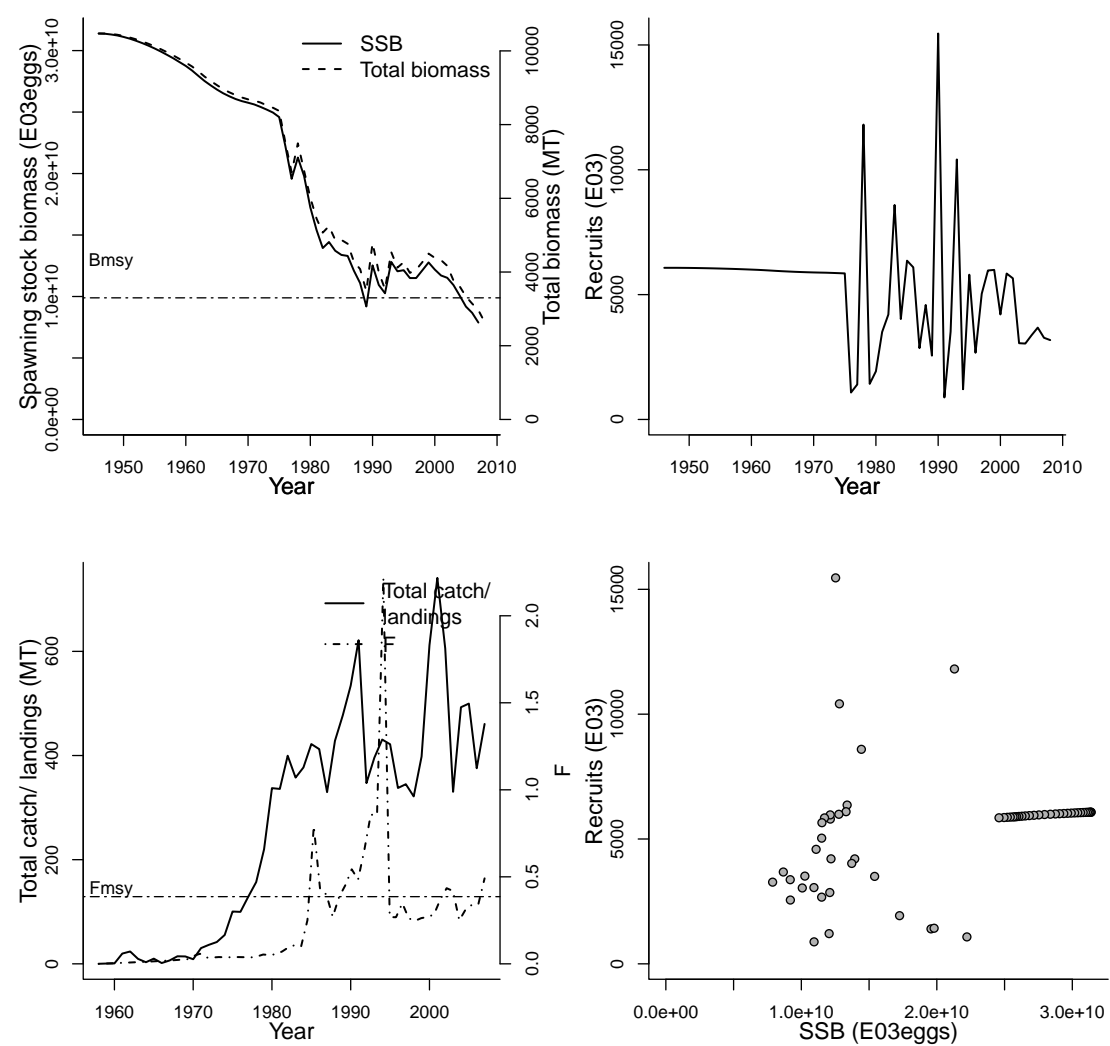 Spawning stock biomass (E03eggs)
0.0e+00 1.0e+10 2.0e+10 3.0e+10
SSB
Total biomass
Bmsy
Total biomass (MT)
0 2000 4000 6000 8000 10000
1950 1960 1970 1980 1990 2000 2010
Year
Recruits (E03)
0 5000 10000 15000
1950 1960 1970 1980 1990 2000 2010
Year
Total catch/ landings (MT)
0 200 400 600
Total catch/
landings
F
Fmsy
F
0.0 0.5 1.0 1.5 2.0
1960 1970 1980 1990 2000
Year
Recruits (E03)
0 5000 10000 15000
0.0e+00 1.0e+10 2.0e+10 3.0e+10
SSB (E03eggs)